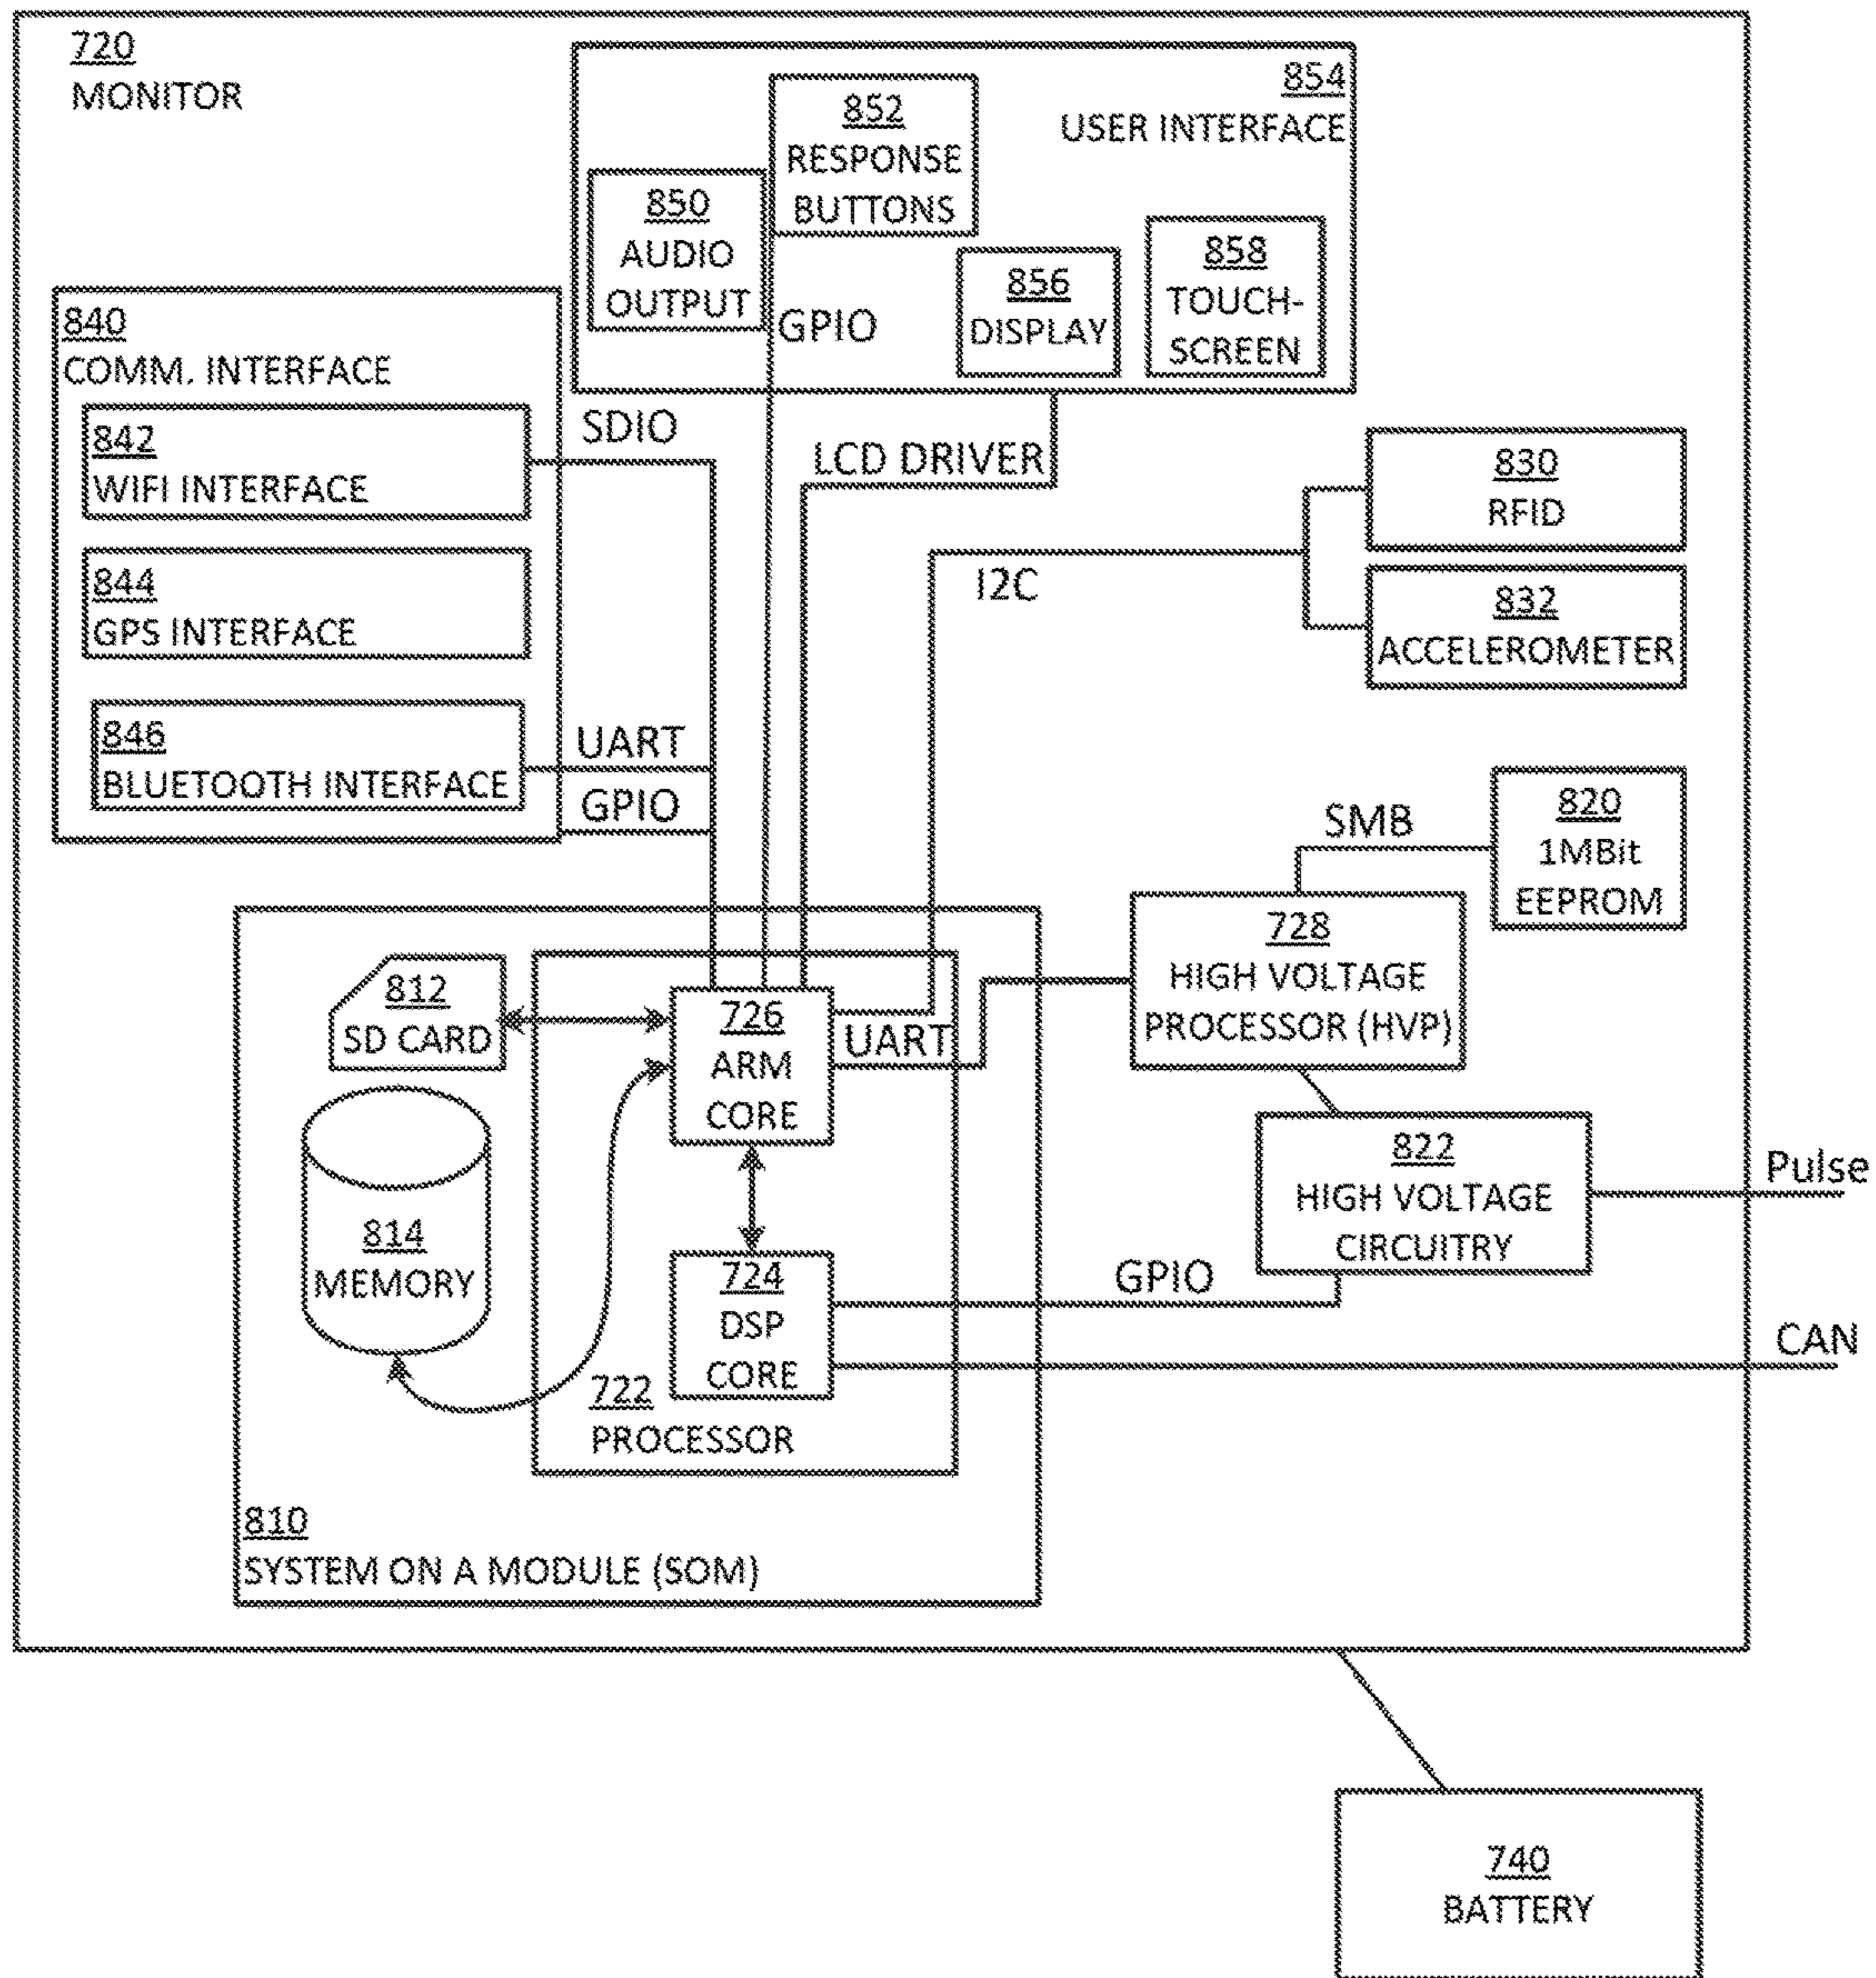 720
MONITOR
854
USER INTERFACE
852
RESPONSE
BUTTONS
850
AUDIO
OUTPUT
GPIO
856
DISPLAY
858
TOUCH-
SCREEN
840
COMM. INTERFACE
842
WIFI INTERFACE
844
GPS INTERFACE
846
BLUETOOTH INTERFACE
SDIO
LCD DRIVER
I2C
830
RFID
832
ACCELEROMETER
UART
GPIO
SMB
820
1MBit
EEPROM
728
HIGH VOLTAGE
PROCESSOR (HVP)
812
SD CARD
726
ARM
CORE
UART
822
HIGH VOLTAGE
CIRCUITRY
Pulse
814
MEMORY
724
DSP
CORE
GPIO
CAN
722
PROCESSOR
810
SYSTEM ON A MODULE (SOM)
740
BATTERY